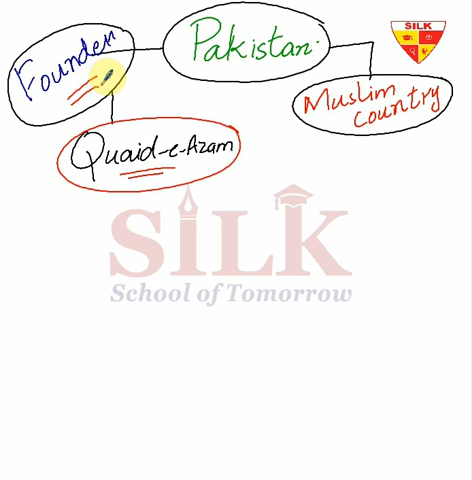 Pakistan.
SILK
Founder
Muslim
Country
Quaid-e-Azam
SILK
School of Tomorrow